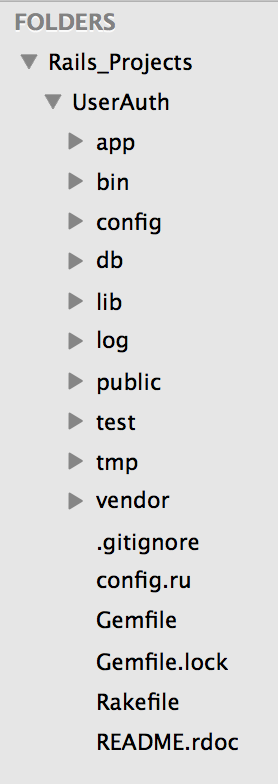 FOLDERS
Rails_Projects
UserAuth
app
bin
config
db
lib
log
public
test
tmp
vendor
.gitignore
config.ru
Gemfile
Gemfile.lock
Rakefile
README.rdoc